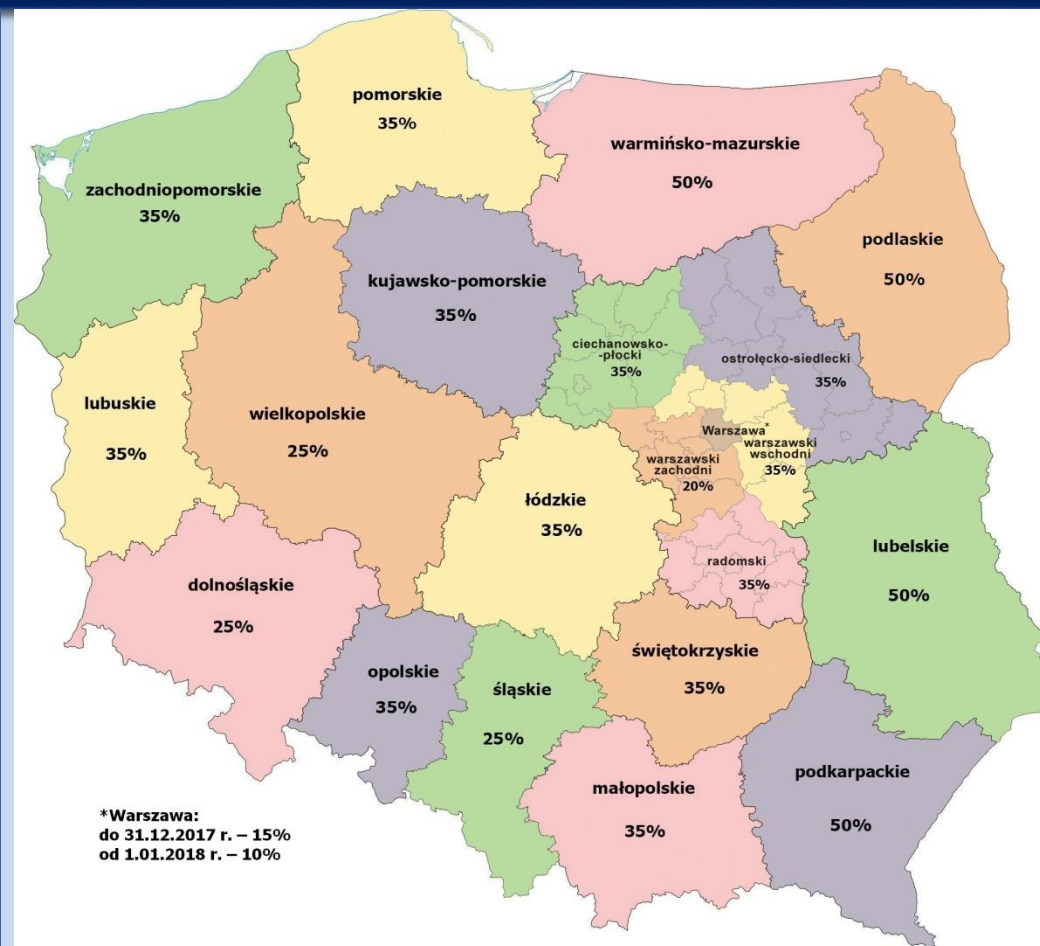 pomorskie
35%
warmińsko-mazurskie
50%
zachodniopomorskie
35%
podlaskie
50%
kujawsko-pomorskie
35%
ciechanowsko-
-płocki
35%
ostrołęcko-siedlecki
35%
lubuskie
35%
wielkopolskie
25%
Warszawa*
warszawski
wschodni
35%
warszawski
zachodni
20%
łódzkie
35%
radomski
35%
lubelskie
50%
dolnośląskie
25%
opolskie
35%
śląskie
25%
świętokrzyskie
35%
małopolskie
35%
podkarpackie
50%
*Warszawa:
do 31.12.2017 r. – 15%
od 1.01.2018 r. – 10%